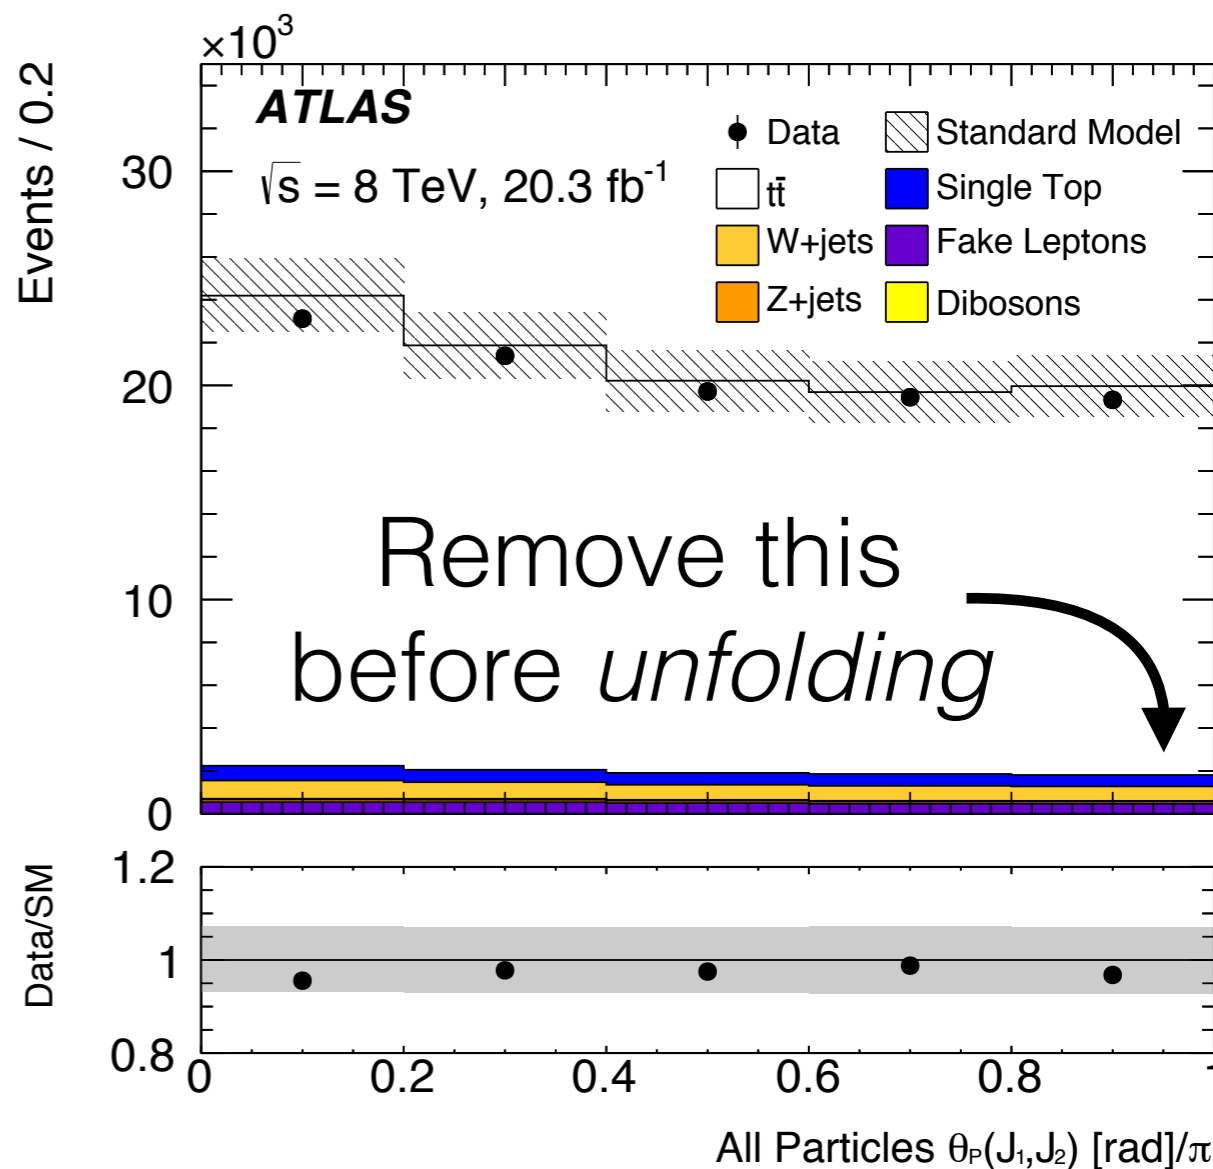 ×10³
Events / 0.2
ATLAS
√s = 8 TeV, 20.3 fb⁻¹
Data
Standard Model
tt̄
Single Top
W+jets
Fake Leptons
Z+jets
Dibosons
30
20
10
0
Remove this
before unfolding
Data/SM
1.2
1
0.8
0 0.2 0.4 0.6 0.8
All Particles θₚ(J₁,J₂) [rad]/π